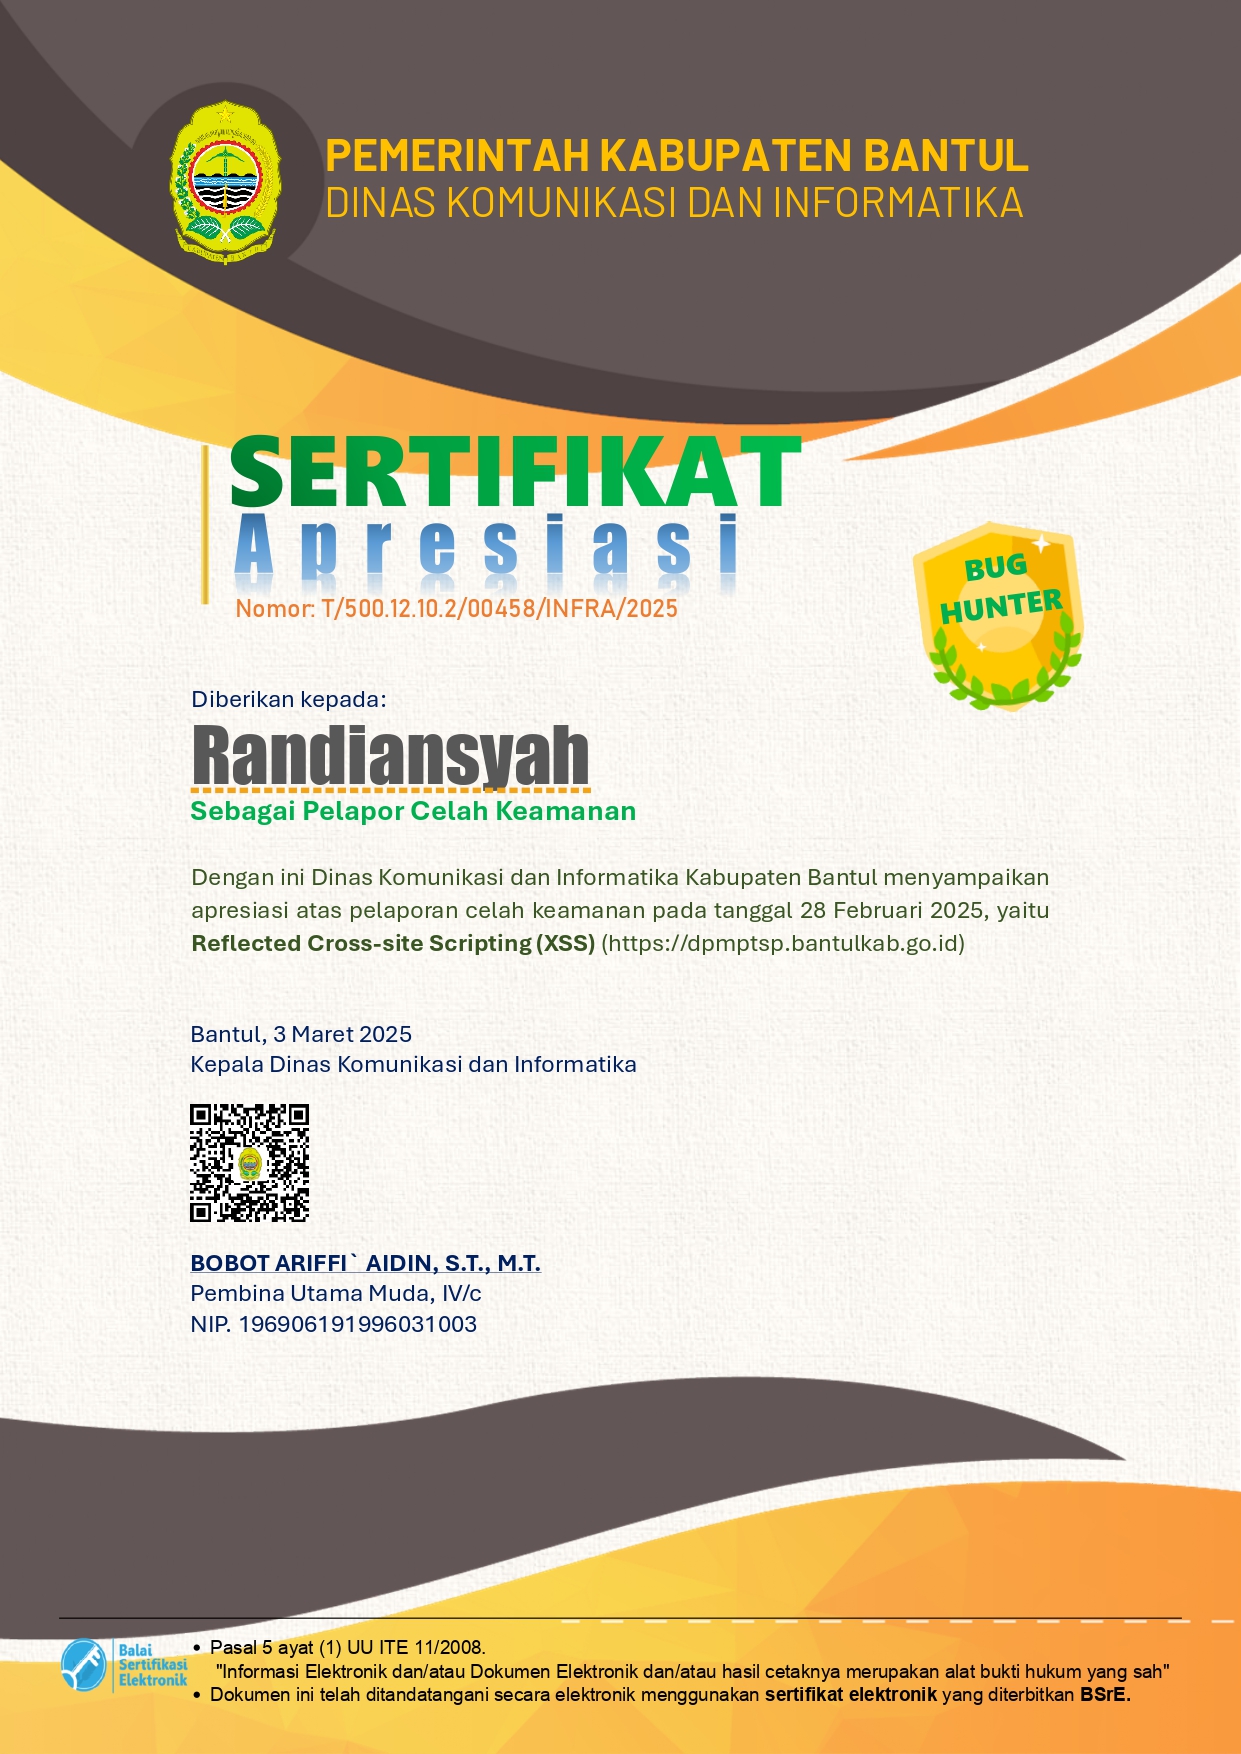 PEMERINTAH KABUPATEN BANTUL
DINAS KOMUNIKASI DAN INFORMATIKA
SERTIFIKAT
Apresiasi
Nomor: T/500.12.10.2/00458/INFRA/2025
BUG
HUNTER
Diberikan kepada:
Randiansyah
Sebagai Pelapor Celah Keamanan
Dengan ini Dinas Komunikasi dan Informatika Kabupaten Bantul menyampaikan
apresiasi atas pelaporan celah keamanan pada tanggal 28 Februari 2025, yaitu
Reflected Cross-site Scripting (XSS) (https://dpmptsp.bantulkab.go.id)
Bantul, 3 Maret 2025
Kepala Dinas Komunikasi dan Informatika
BOBOT ARIFFI` AIDIN, S.T., M.T.
Pembina Utama Muda, IV/c
NIP. 196906191996031003
Balai
Sertifikasi
Elektronik
• Pasal 5 ayat (1) UU ITE 11/2008.
"Informasi Elektronik dan/atau Dokumen Elektronik dan/atau hasil cetaknya merupakan alat bukti hukum yang sah"
• Dokumen ini telah ditandatangani secara elektronik menggunakan sertifikat elektronik yang diterbitkan BSrE.